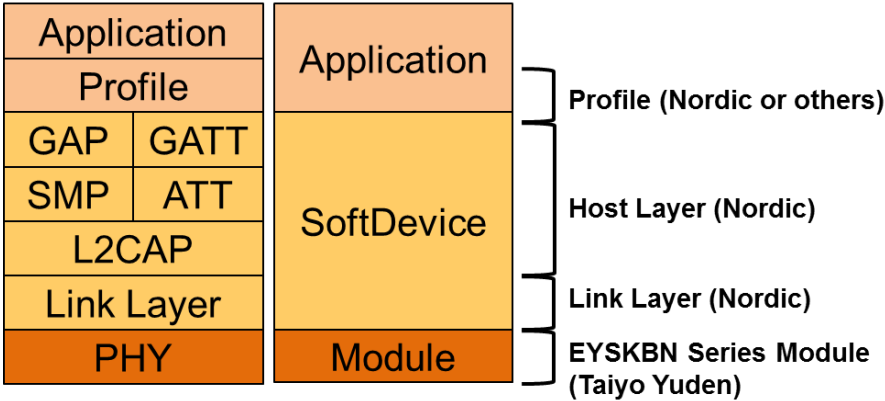 Application
Profile
GAP GATT
SMP ATT
L2CAP
Link Layer
PHY
Application
SoftDevice
Module
Profile (Nordic or others)
Host Layer (Nordic)
Link Layer (Nordic)
EYSKBN Series Module
(Taiyo Yuden)